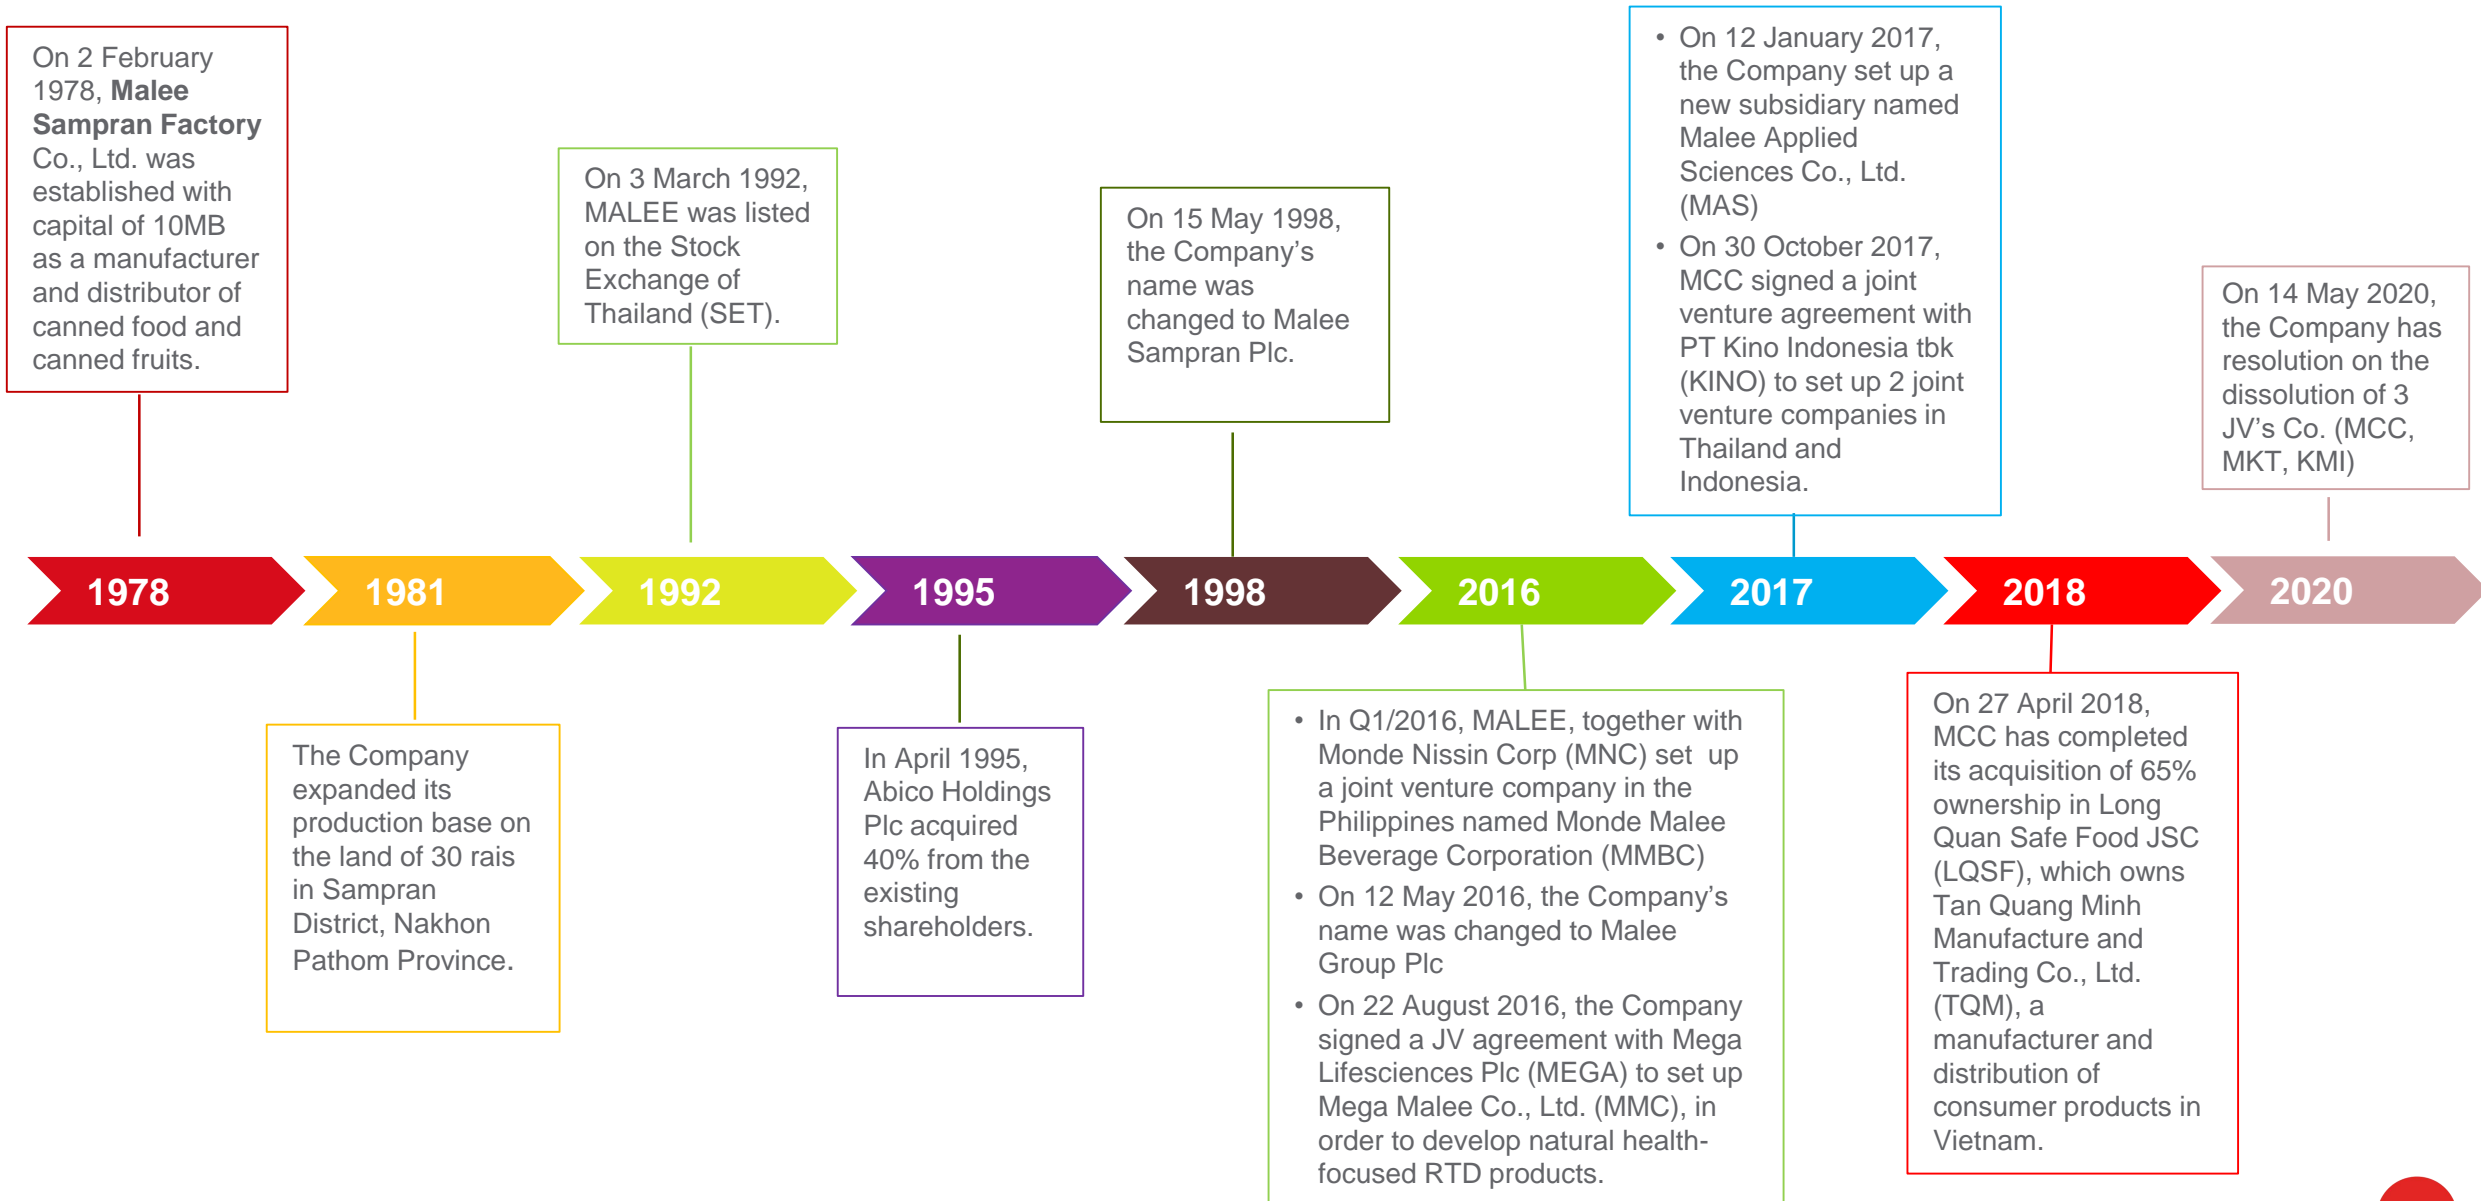 On 2 February
1978, Malee
Sampran Factory
Co., Ltd. was
established with
capital of 10MB
as a manufacturer
and distributor of
canned food and
canned fruits.
On 3 March 1992,
MALEE was listed
on the Stock
Exchange of
Thailand (SET).
On 15 May 1998,
the Company’s
name was
changed to Malee
Sampran Plc.
• On 12 January 2017,
the Company set up a
new subsidiary named
Malee Applied
Sciences Co., Ltd.
(MAS)
• On 30 October 2017,
MCC signed a joint
venture agreement with
PT Kino Indonesia tbk
(KINO) to set up 2 joint
venture companies in
Thailand and
Indonesia.
On 14 May 2020,
the Company has
resolution on the
dissolution of 3
JV’s Co. (MCC,
MKT, KMI)
1978
1981
1992
1995
1998
2016
2017
2018
2020
The Company
expanded its
production base on
the land of 30 rais
in Sampran
District, Nakhon
Pathom Province.
In April 1995,
Abico Holdings
Plc acquired
40% from the
existing
shareholders.
• In Q1/2016, MALEE, together with
Monde Nissin Corp (MNC) set up
a joint venture company in the
Philippines named Monde Malee
Beverage Corporation (MMBC)
• On 12 May 2016, the Company’s
name was changed to Malee
Group Plc
• On 22 August 2016, the Company
signed a JV agreement with Mega
Lifesciences Plc (MEGA) to set up
Mega Malee Co., Ltd. (MMC), in
order to develop natural health-
focused RTD products.
On 27 April 2018,
MCC has completed
its acquisition of 65%
ownership in Long
Quan Safe Food JSC
(LQSF), which owns
Tan Quang Minh
Manufacture and
Trading Co., Ltd.
(TQM), a
manufacturer and
distribution of
consumer products in
Vietnam.